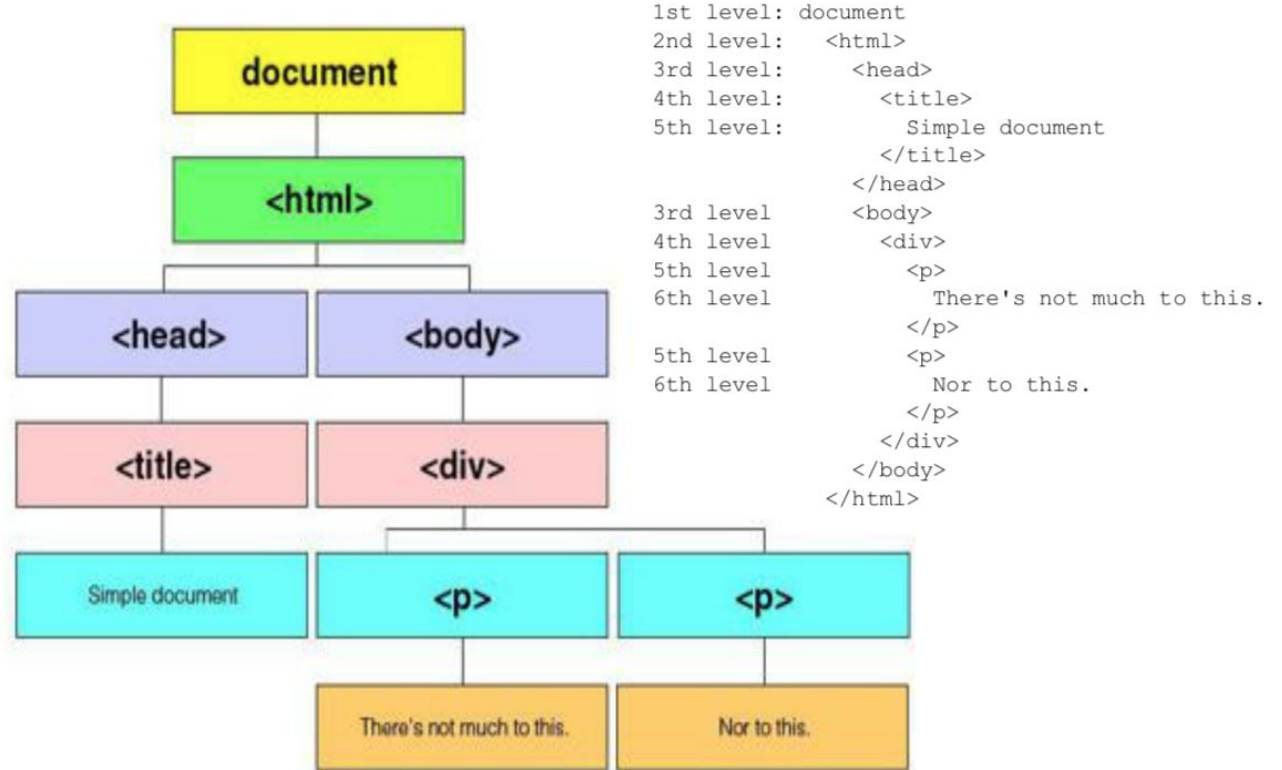 document
<html>
<head>
<body>
<title>
<div>
Simple document
<p>
<p>
There's not much to this.
Nor to this.
1st level: document
2nd level:   <html>
3rd level:     <head>
4th level:       <title>
5th level:         Simple document
                 </title>
               </head>
3rd level      <body>
4th level        <div>
5th level          <p>
6th level            There's not much to this.
                   </p>
5th level          <p>
6th level            Nor to this.
                   </p>
                 </div>
               </body>
             </html>